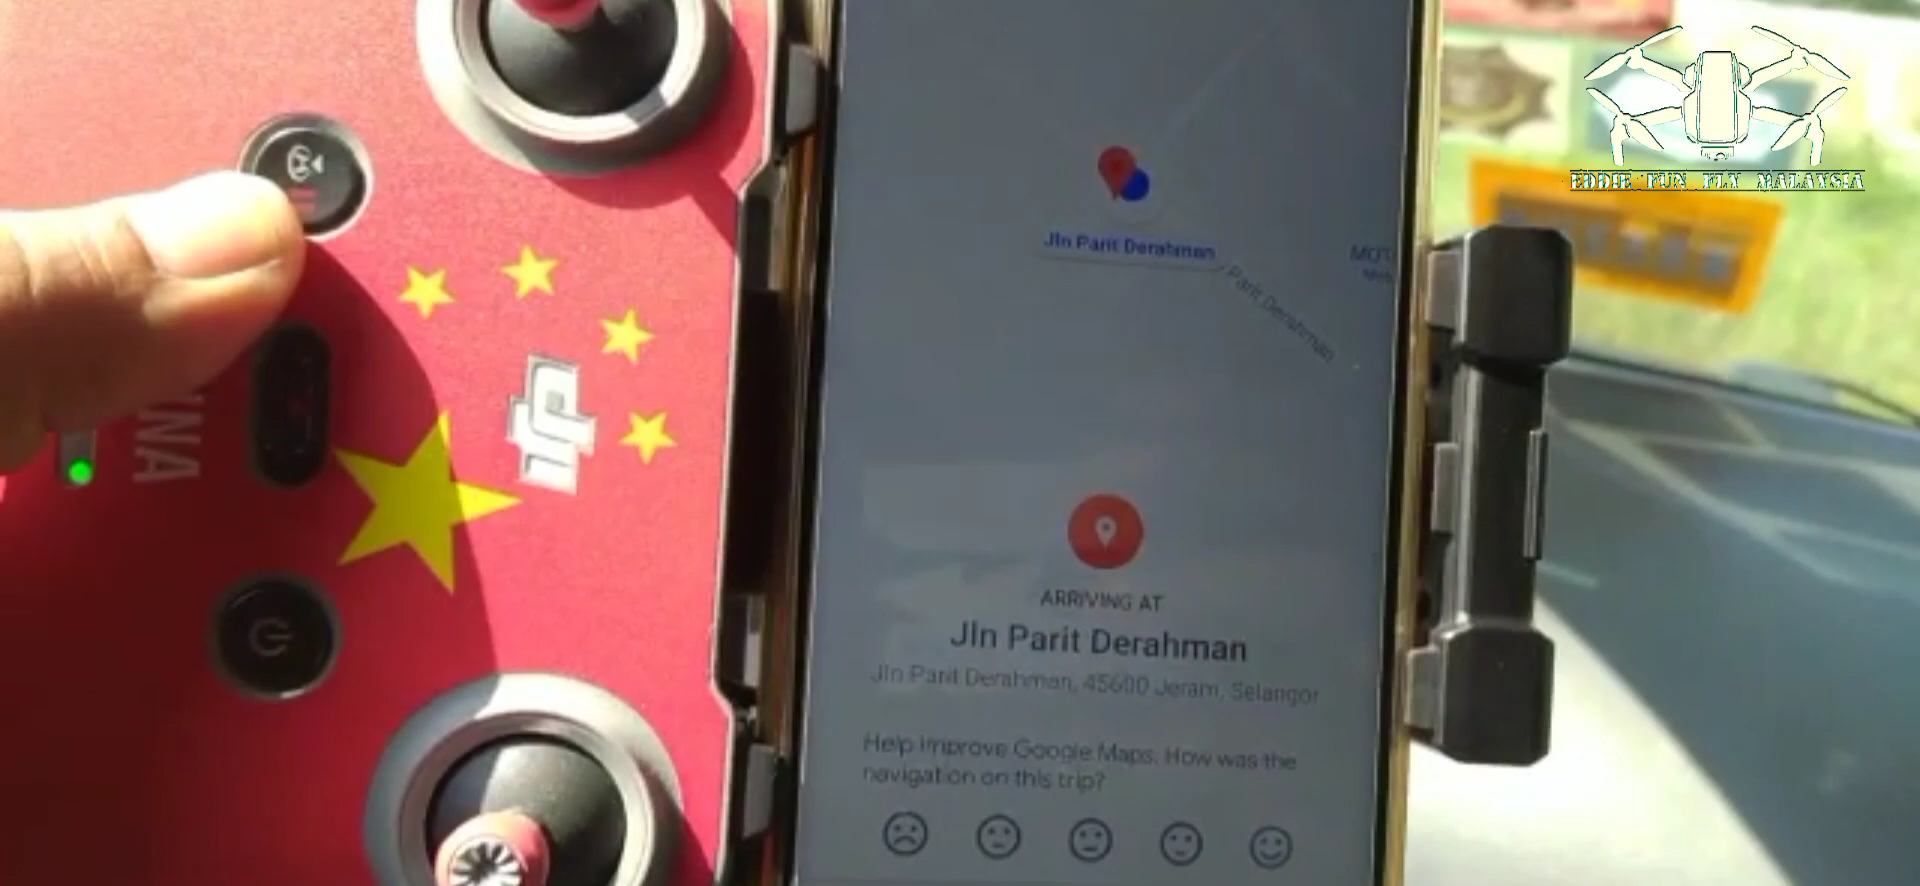 EDDIE FUN FLY MALAYSIA
Jln Parit Derahman
Parit Derahman
ARRIVING AT
Jln Parit Derahman
Jln Parit Derahman, 45600 Jeram, Selangor
Help improve Google Maps. How was the
navigation on this trip?
dji